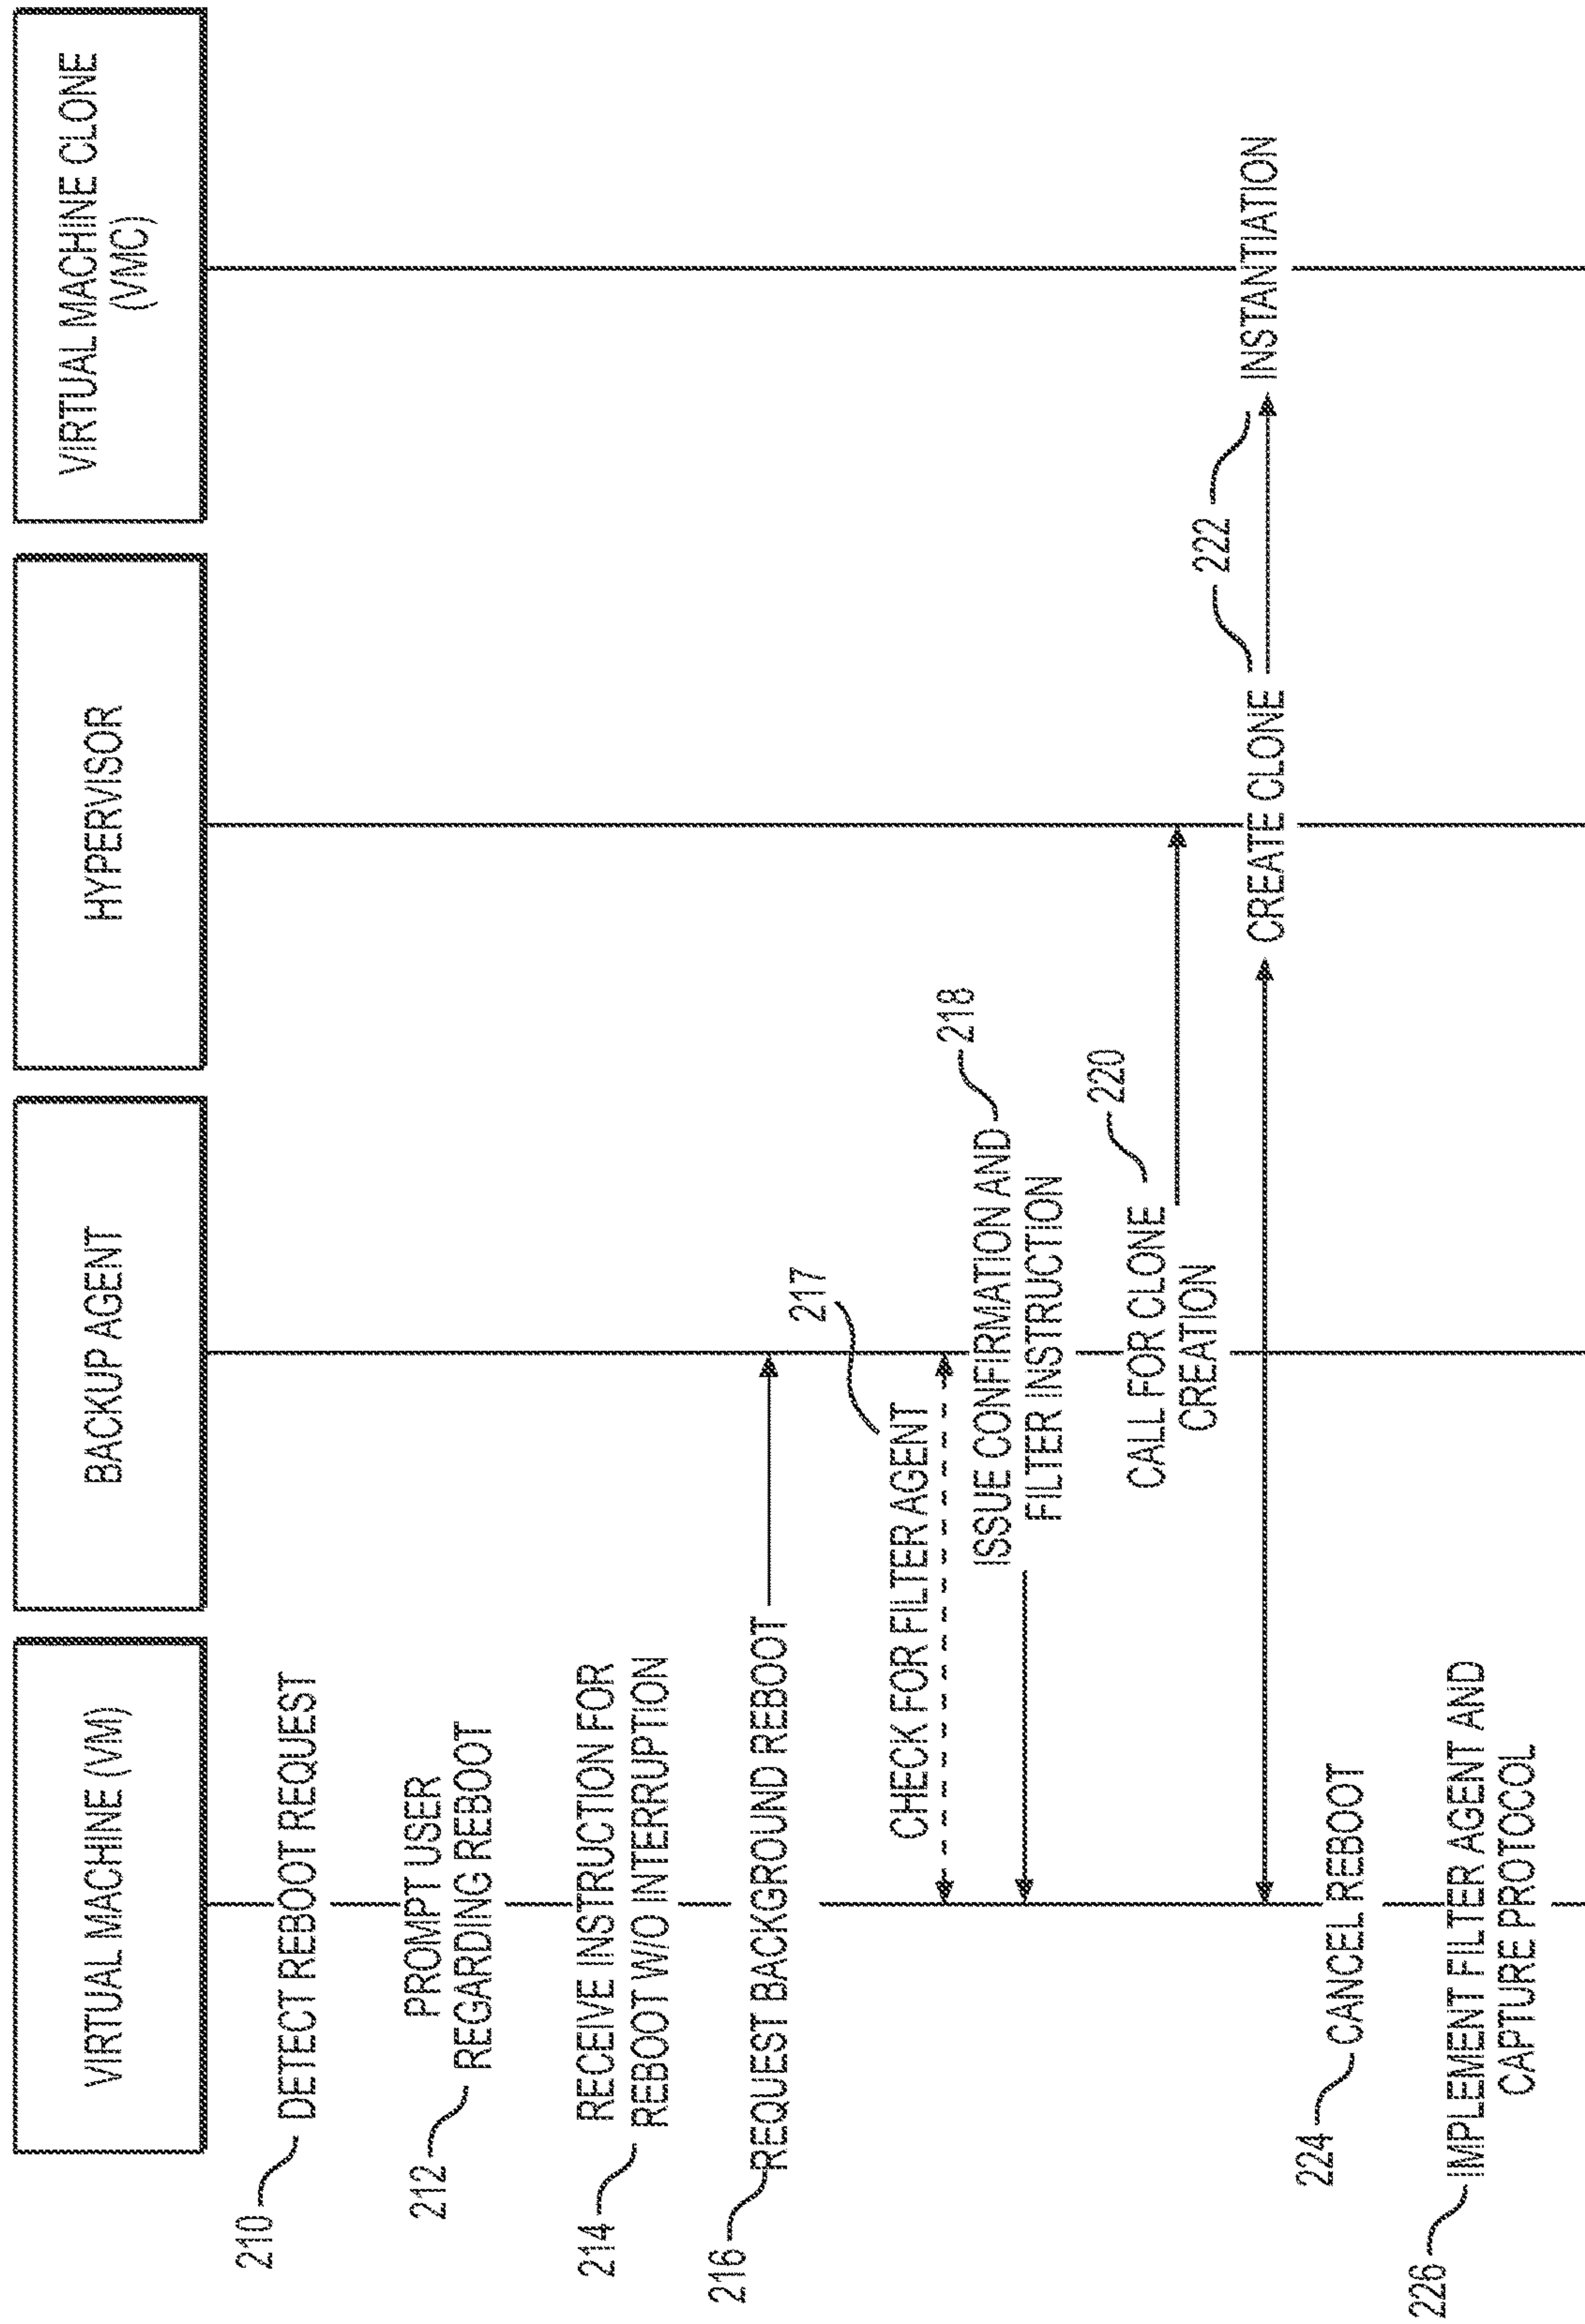 VIRTUAL MACHINE (VM)
BACKUP AGENT
HYPERVISOR
VIRTUAL MACHINE CLONE
(VMC)
210
DETECT REBOOT REQUEST
212
PROMPT USER
REGARDING REBOOT
214
RECEIVE INSTRUCTION FOR
REBOOT W/O INTERRUPTION
216
REQUEST BACKGROUND REBOOT
217
CHECK FOR FILTER AGENT
218
ISSUE CONFIRMATION AND
FILTER INSTRUCTION
220
CALL FOR CLONE
CREATION
222
CREATE CLONE
INSTANTIATION
224
CANCEL REBOOT
226
IMPLEMENT FILTER AGENT AND
CAPTURE PROTOCOL